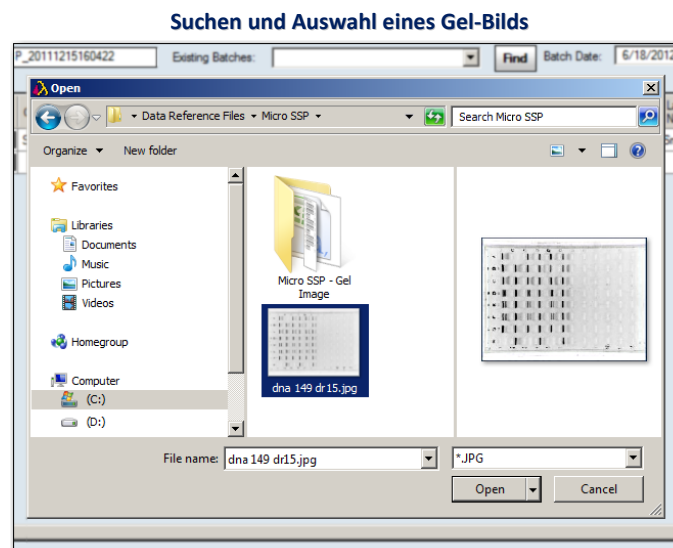 Suchen und Auswahl eines Gel-Bilds
P_20111215160422 Existing Batches: Find Batch Date: 6/18/2012
Open
Data Reference Files Micro SSP Search Micro SSP
Organize New folder
Favorites
Libraries
Documents
Music
Pictures
Videos
Homegroup
Computer
(C:)
(D:)
Micro SSP - Gel
Image
dna 149 dr15.jpg
File name: dna 149 dr15.jpg *.JPG
Open Cancel